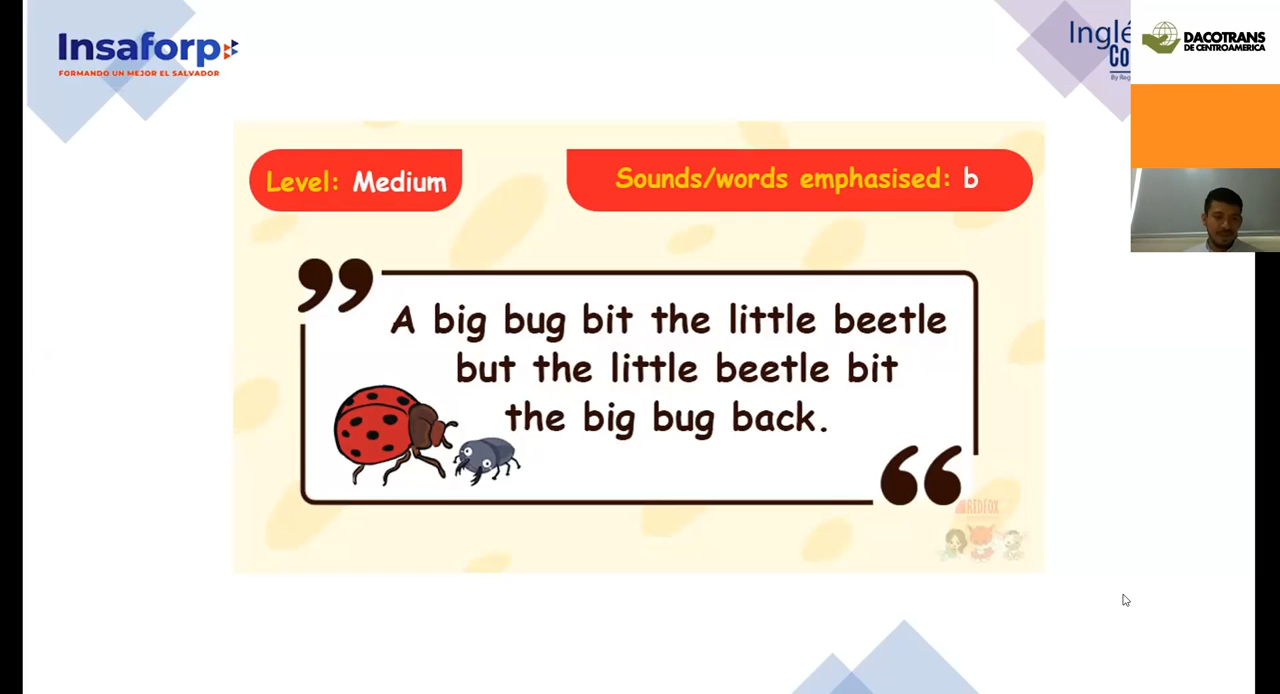 Insaforp
FORMANDO UN MEJOR EL SALVADOR
DACOTRANS
DE CENTROAMERICA
Level: Medium
Sounds/words emphasised: b
A big bug bit the little beetle
but the little beetle bit
the big bug back.
REDFOX